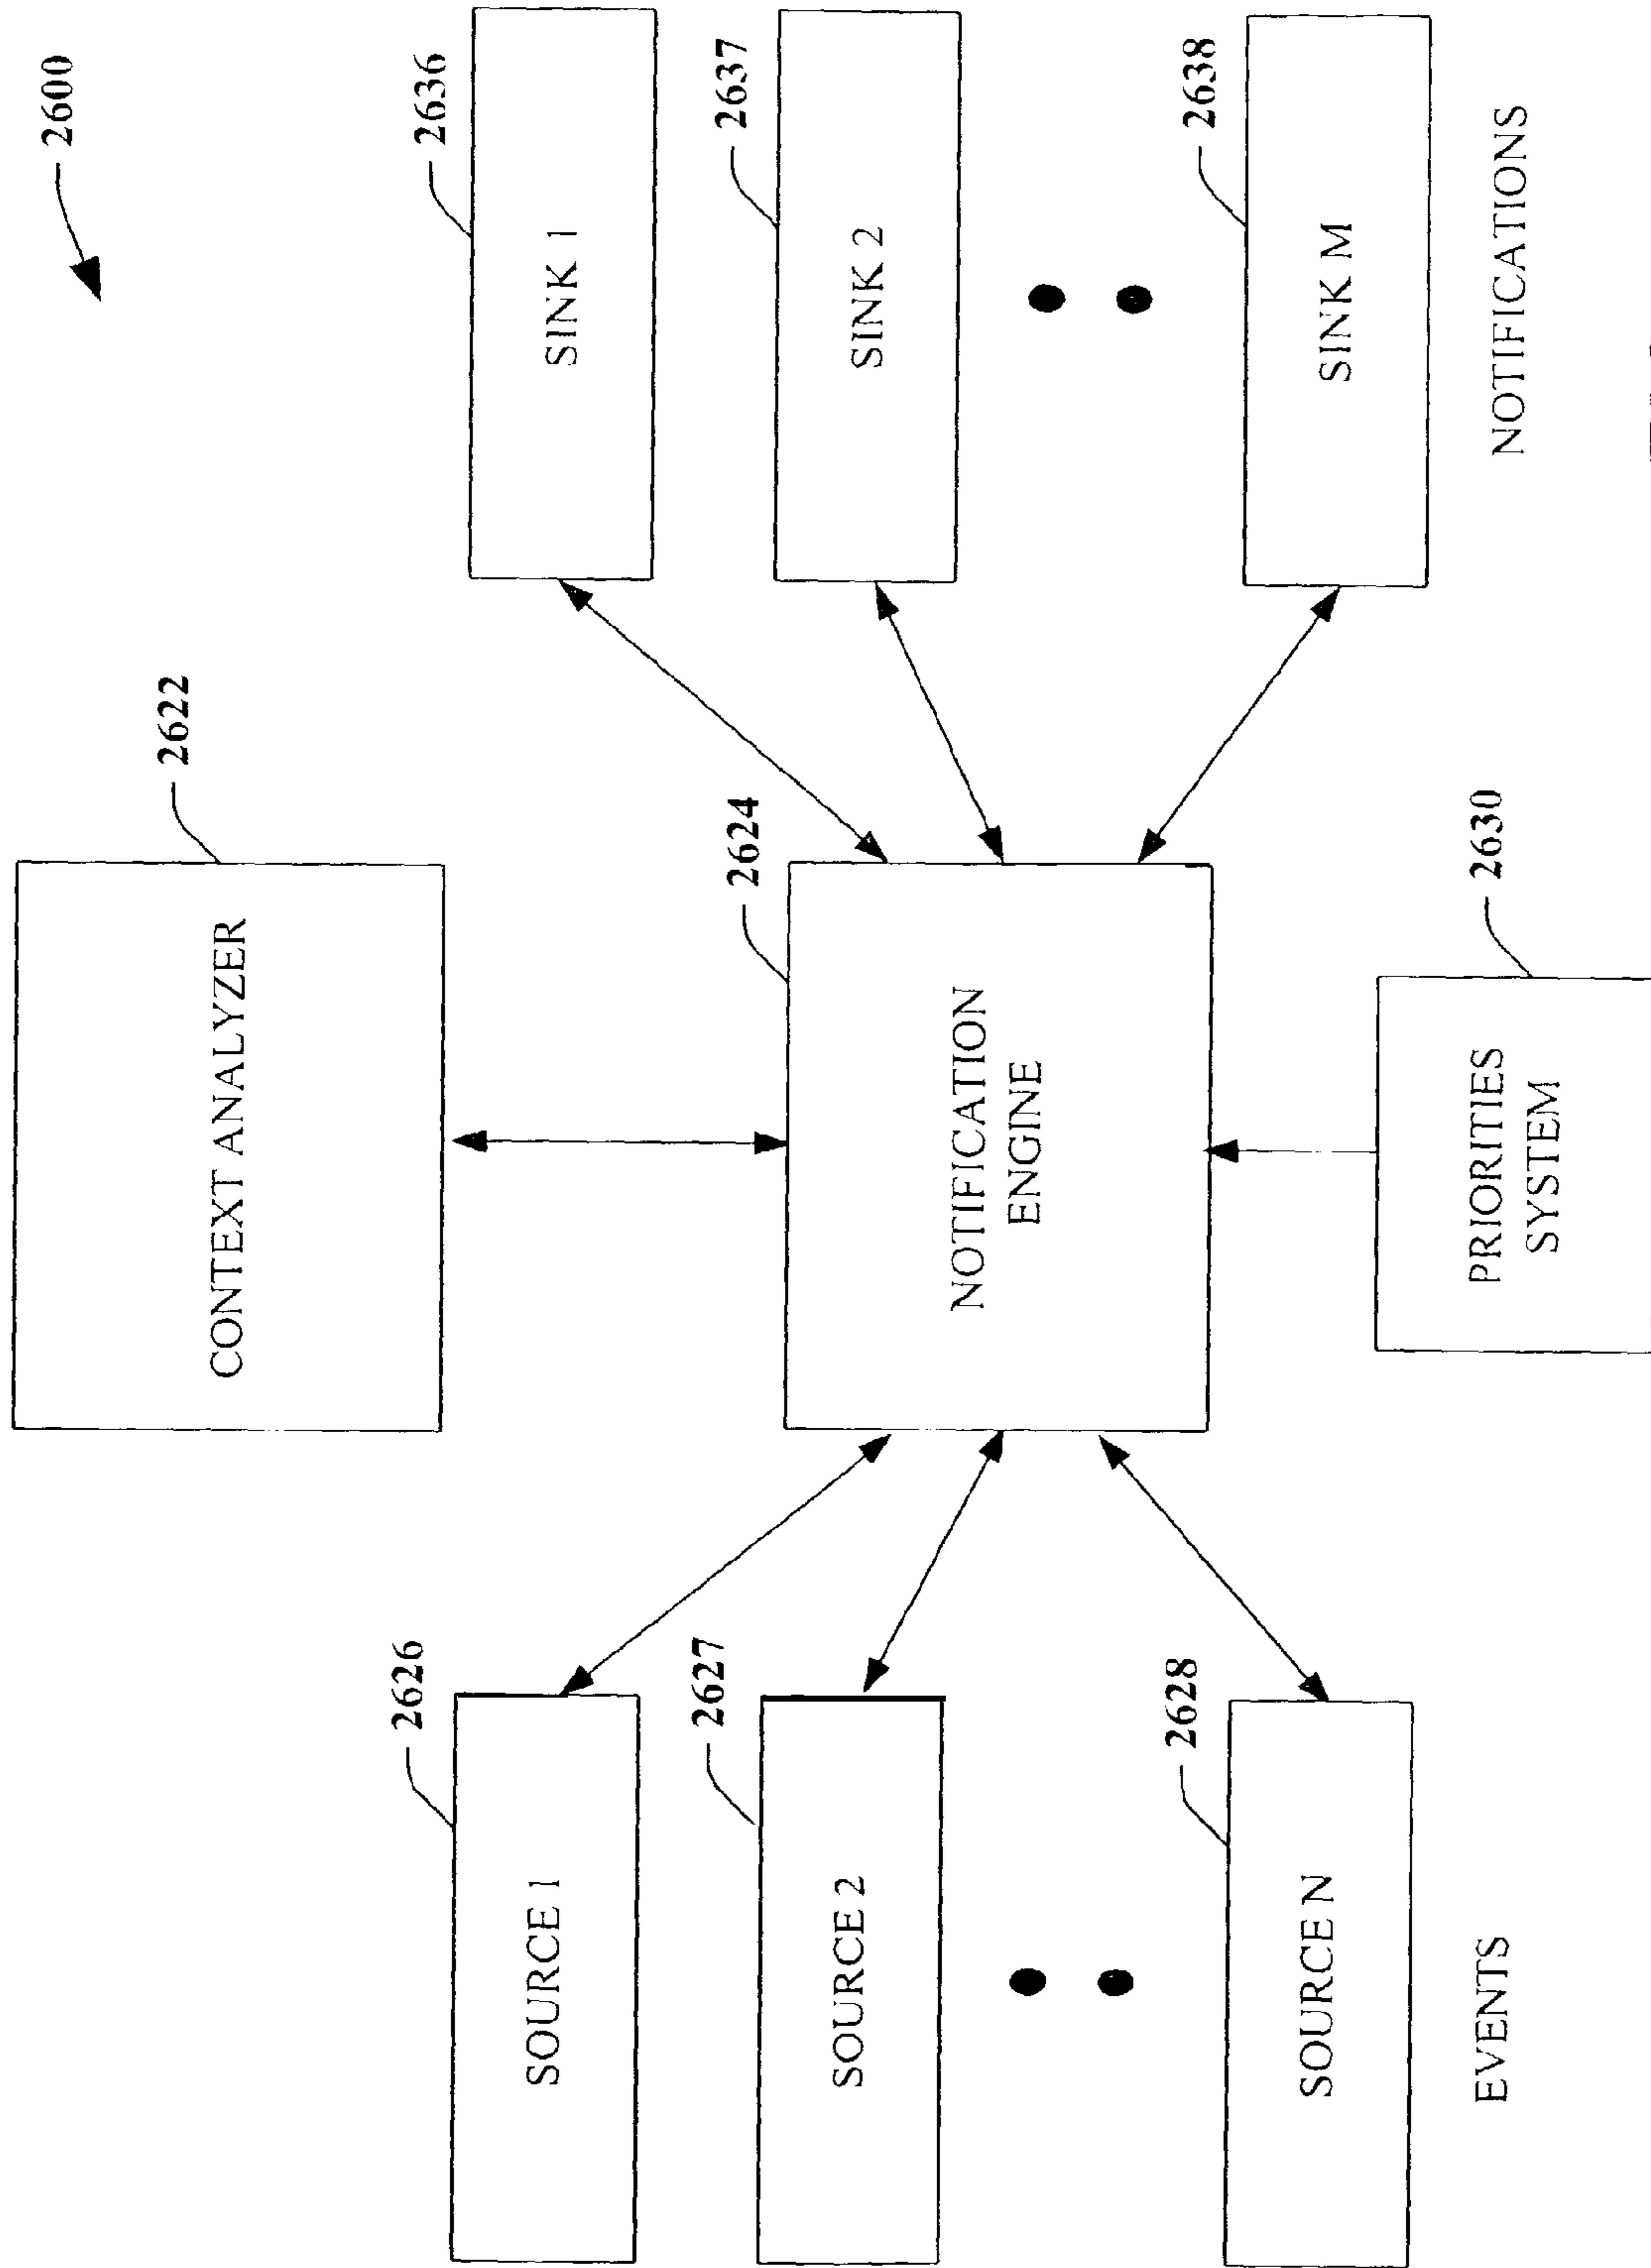 2600
CONTEXT ANALYZER
2622
2626
SOURCE 1
2627
SOURCE 2
2628
SOURCE N
EVENTS
2624
NOTIFICATION
ENGINE
2630
PRIORITIES
SYSTEM
2636
SINK 1
2637
SINK 2
2638
SINK M
NOTIFICATIONS